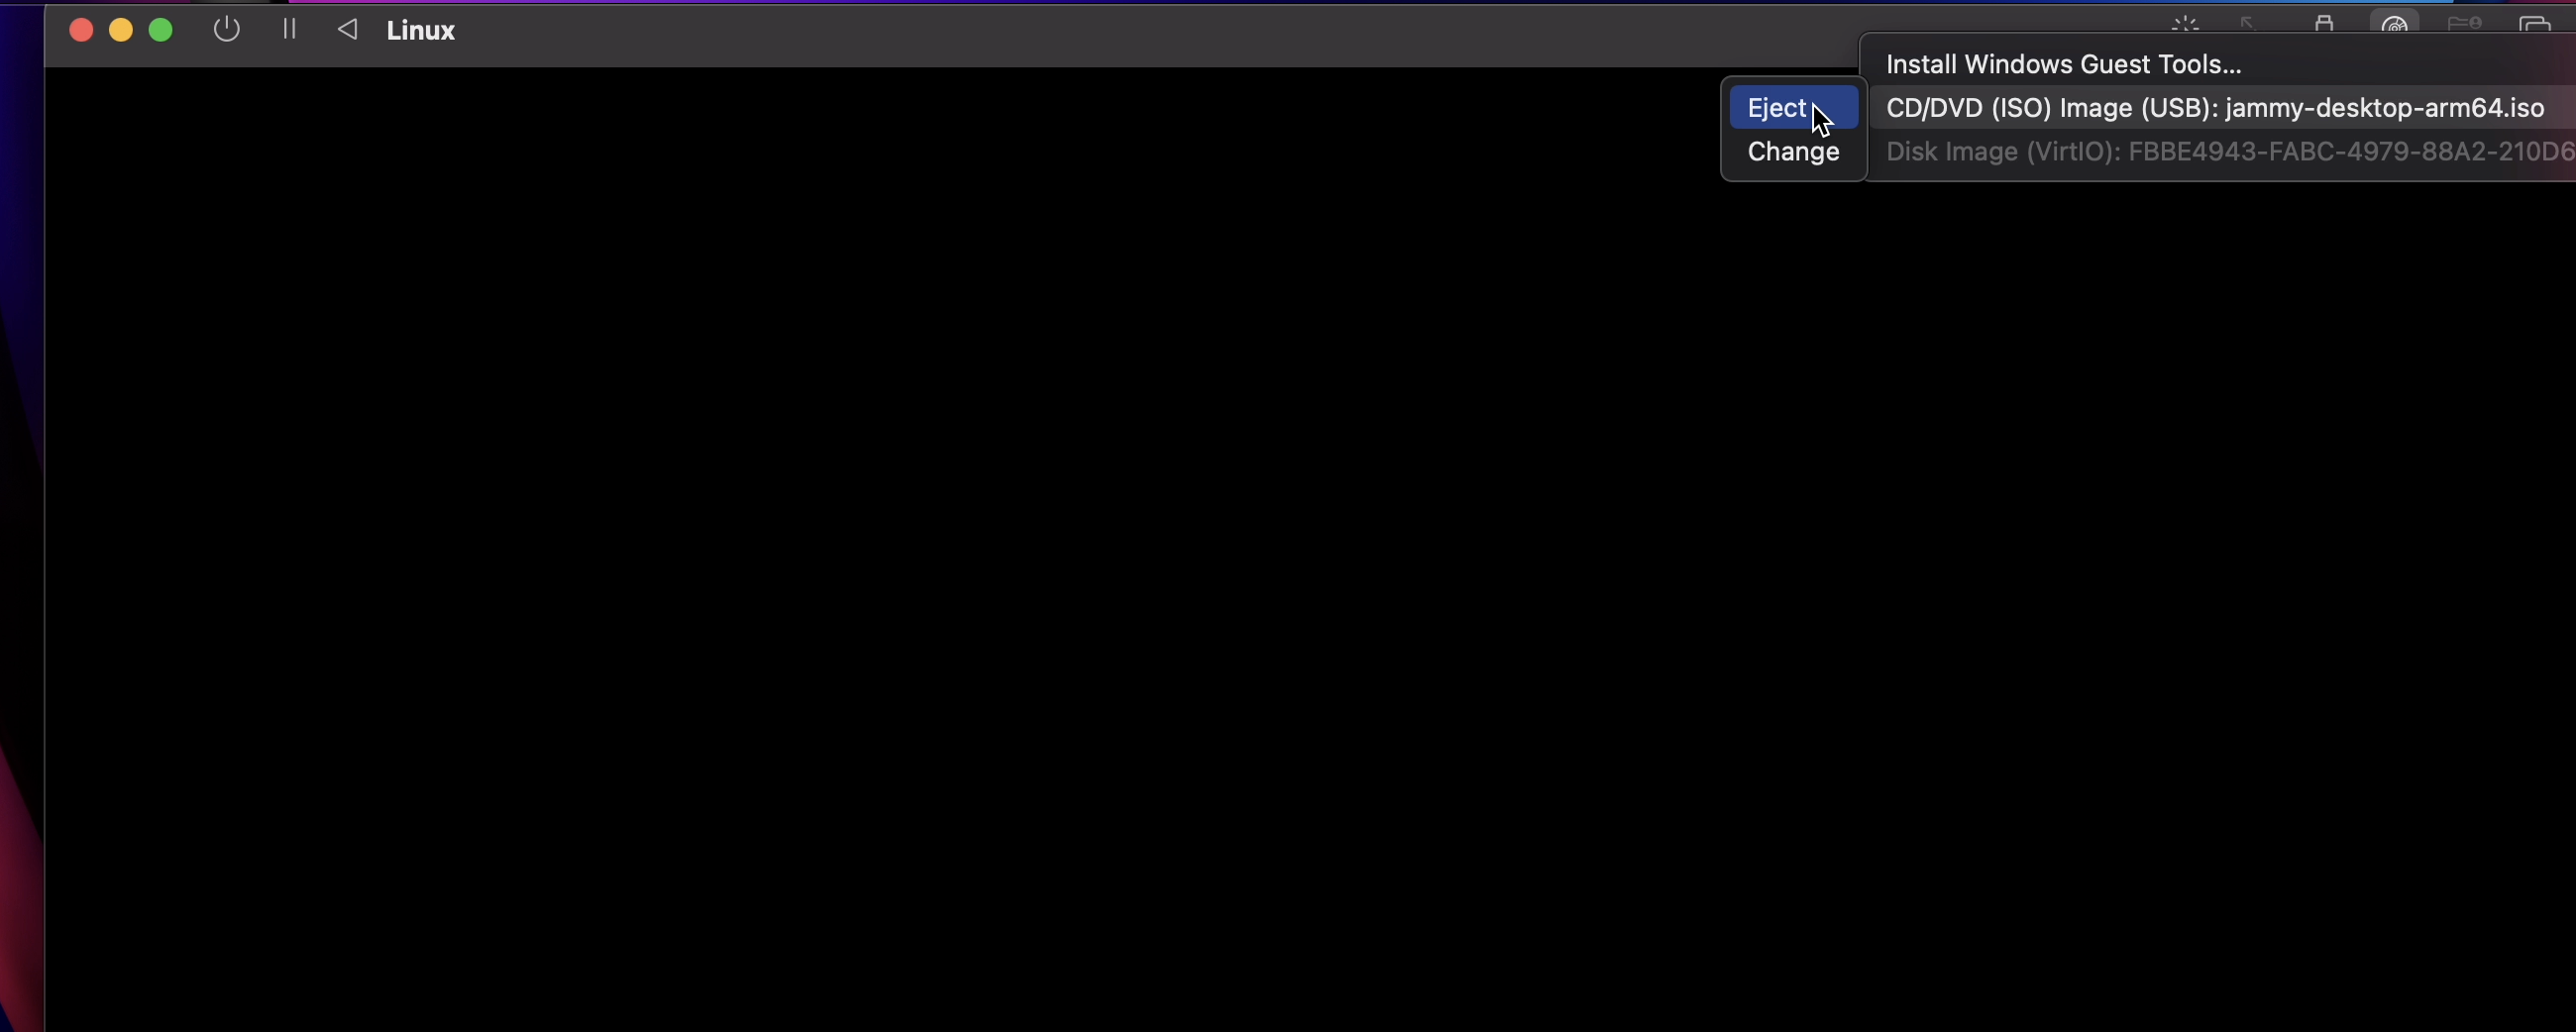 Linux
Install Windows Guest Tools...
Eject
CD/DVD (ISO) Image (USB): jammy-desktop-arm64.iso
Change
Disk Image (VirtIO): FBBE4943-FABC-4979-88A2-210D6